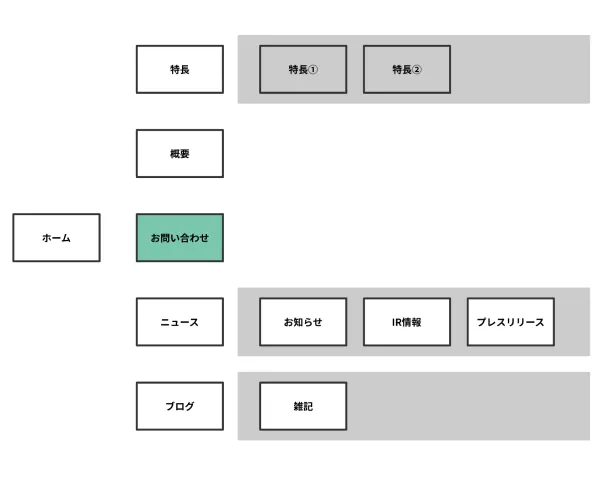 特長
特長①
特長②
概要
ホーム
お問い合わせ
ニュース
お知らせ
IR情報
プレスリリース
ブログ
雑記